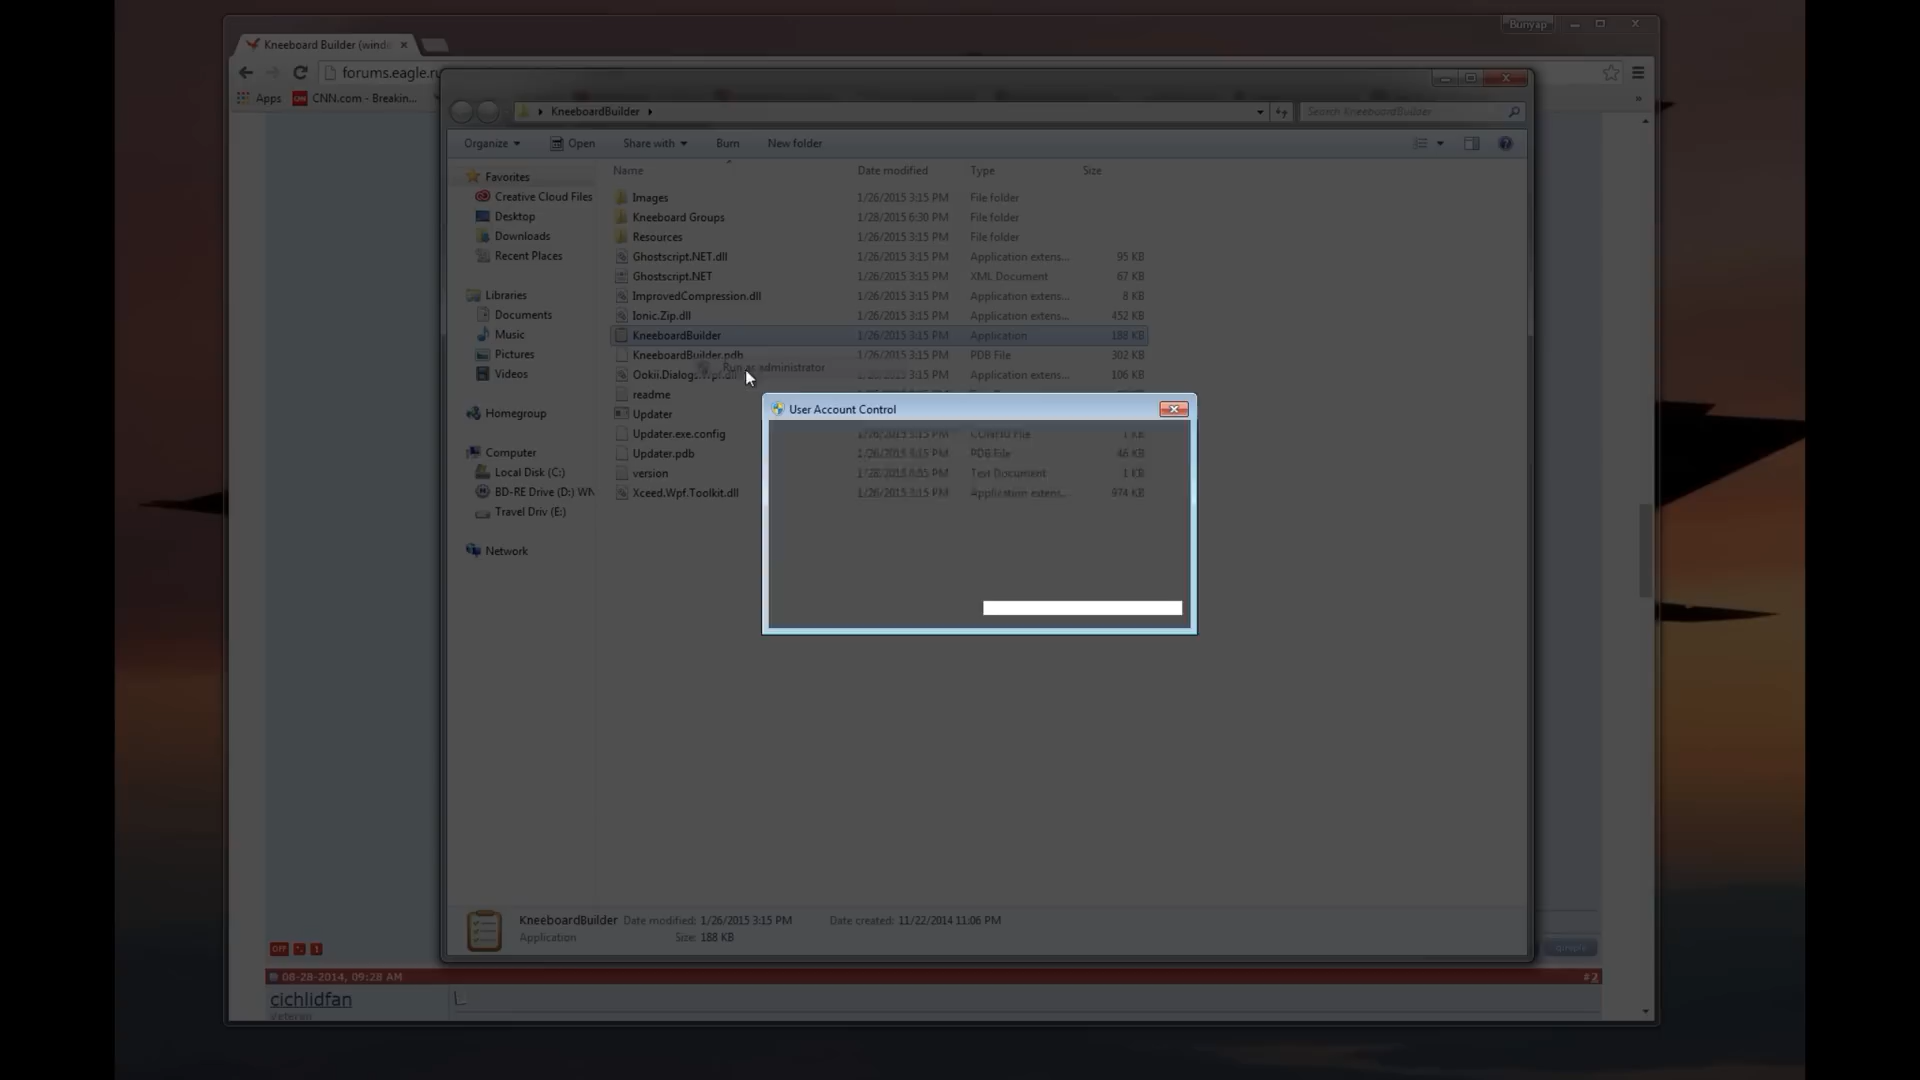 Bunyap
Kneeboard Builder (wind
forums.eagle.ru
Apps CNN.com - Breakin...
KneeboardBuilder
Search KneeboardBuilder
Organize Open Share with Burn New folder
Name Date modified Type Size
Favorites
Creative Cloud Files
Desktop
Downloads
Recent Places
Libraries
Documents
Music
Pictures
Videos
Homegroup
Computer
Local Disk (C:)
BD-RE Drive (D:) WN
Travel Driv (E:)
Network
Images 1/26/2015 3:15 PM File folder
Kneeboard Groups 1/28/2015 6:30 PM File folder
Resources 1/26/2015 3:15 PM File folder
Ghostscript.NET.dll 1/26/2015 3:15 PM Application extens... 95 KB
Ghostscript.NET 1/26/2015 3:15 PM XML Document 67 KB
ImprovedCompression.dll 1/26/2015 3:15 PM Application extens... 8 KB
Ionic.Zip.dll 1/26/2015 3:15 PM Application extens... 452 KB
KneeboardBuilder 1/26/2015 3:15 PM Application 188 KB
KneeboardBuilder.pdb 1/26/2015 3:15 PM PDB File 302 KB
Run as administrator
Ookii.Dialogs.Wpf.dll 1/26/2015 3:15 PM Application extens... 106 KB
readme
Updater
User Account Control
Updater.exe.config 1/26/2015 3:15 PM CONFIG File 1 KB
Updater.pdb 1/26/2015 3:15 PM PDB File 46 KB
version Text Document 1 KB
Xceed.Wpf.Toolkit.dll 1/26/2015 3:15 PM Application extens... 974 KB
KneeboardBuilder Date modified: 1/26/2015 3:15 PM Date created: 11/22/2014 11:06 PM
Application Size: 188 KB
OFF
08-28-2014, 09:28 AM #2
cichlidfan
Veteran